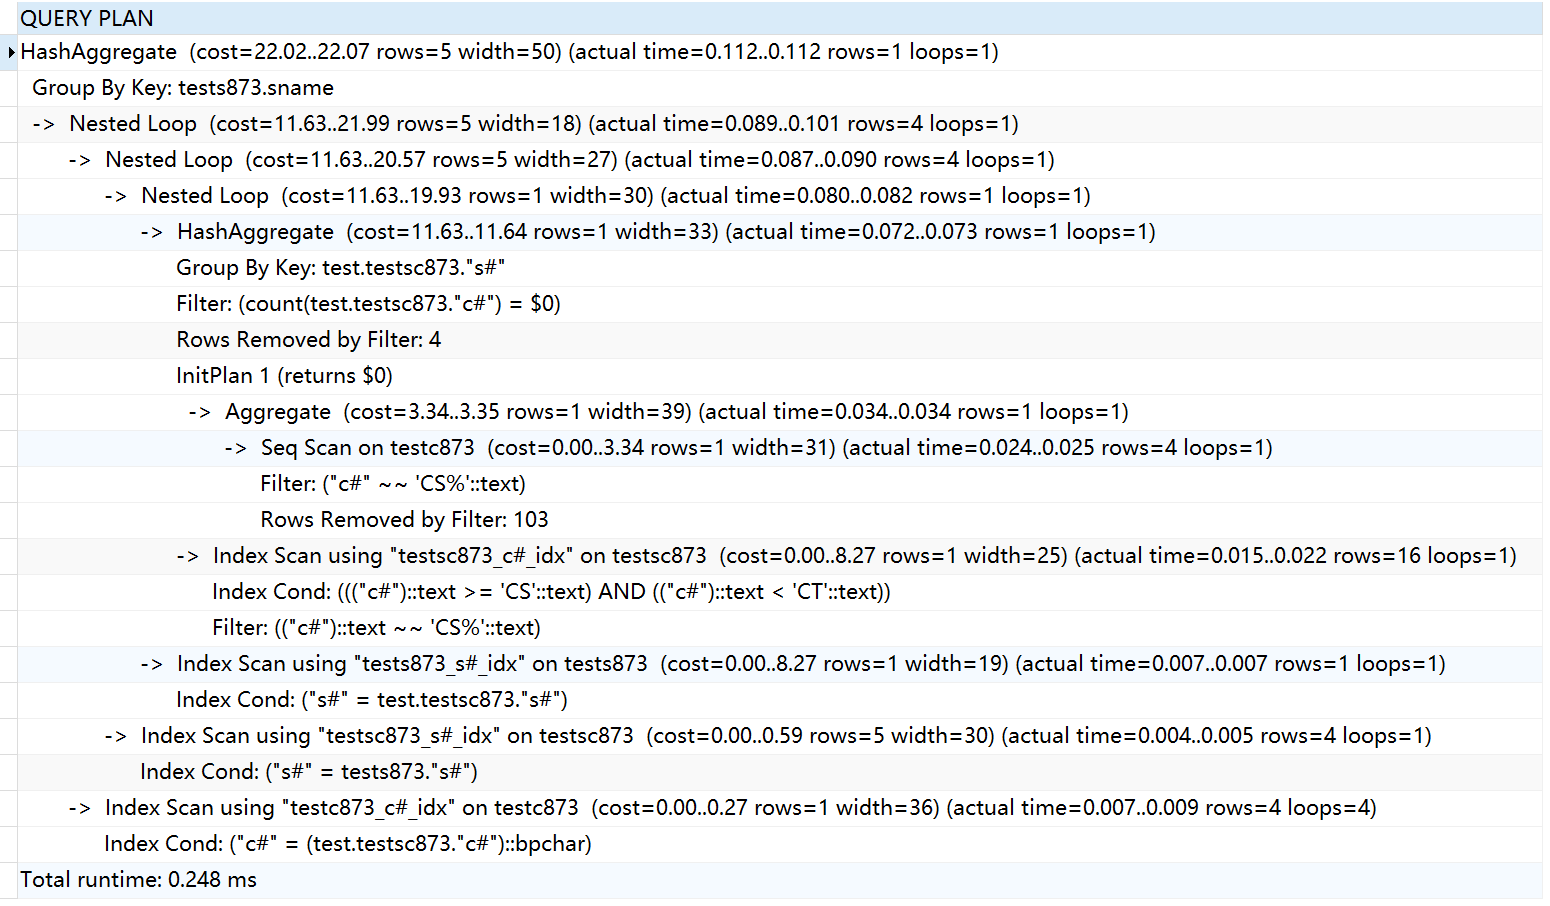 QUERY PLAN
HashAggregate  (cost=22.02..22.07 rows=5 width=50) (actual time=0.112..0.112 rows=1 loops=1)
Group By Key: tests873.sname
->  Nested Loop  (cost=11.63..21.99 rows=5 width=18) (actual time=0.089..0.101 rows=4 loops=1)
->  Nested Loop  (cost=11.63..20.57 rows=5 width=27) (actual time=0.087..0.090 rows=4 loops=1)
->  Nested Loop  (cost=11.63..19.93 rows=1 width=30) (actual time=0.080..0.082 rows=1 loops=1)
->  HashAggregate  (cost=11.63..11.64 rows=1 width=33) (actual time=0.072..0.073 rows=1 loops=1)
Group By Key: test.testsc873."s#"
Filter: (count(test.testsc873."c#") = $0)
Rows Removed by Filter: 4
InitPlan 1 (returns $0)
->  Aggregate  (cost=3.34..3.35 rows=1 width=39) (actual time=0.034..0.034 rows=1 loops=1)
->  Seq Scan on testc873  (cost=0.00..3.34 rows=1 width=31) (actual time=0.024..0.025 rows=4 loops=1)
Filter: ("c#" ~~ 'CS%'::text)
Rows Removed by Filter: 103
->  Index Scan using "testsc873_c#_idx" on testsc873  (cost=0.00..8.27 rows=1 width=25) (actual time=0.015..0.022 rows=16 loops=1)
Index Cond: ((("c#")::text >= 'CS'::text) AND (("c#")::text < 'CT'::text))
Filter: (("c#")::text ~~ 'CS%'::text)
->  Index Scan using "tests873_s#_idx" on tests873  (cost=0.00..8.27 rows=1 width=19) (actual time=0.007..0.007 rows=1 loops=1)
Index Cond: ("s#" = test.testsc873."s#")
->  Index Scan using "testsc873_s#_idx" on testsc873  (cost=0.00..0.59 rows=5 width=30) (actual time=0.004..0.005 rows=4 loops=1)
Index Cond: ("s#" = tests873."s#")
->  Index Scan using "testc873_c#_idx" on testc873  (cost=0.00..0.27 rows=1 width=36) (actual time=0.007..0.009 rows=4 loops=4)
Index Cond: ("c#" = (test.testsc873."c#")::bpchar)
Total runtime: 0.248 ms